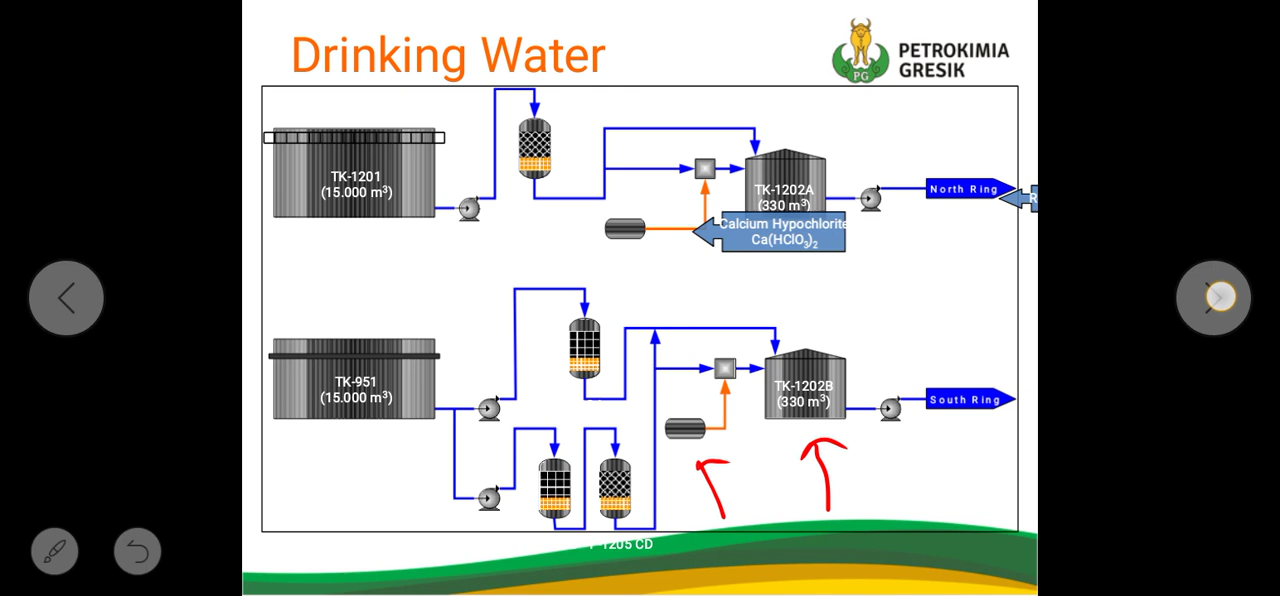 Drinking Water
PETROKIMIA
GRESIK
PG
TK-1201
(15.000 m³)
TK-1202A
(330 m³)
North Ring
R
Calcium Hypochlorite
Ca(HClO₃)₂
TK-951
(15.000 m³)
TK-1202B
(330 m³)
South Ring
1205 CD